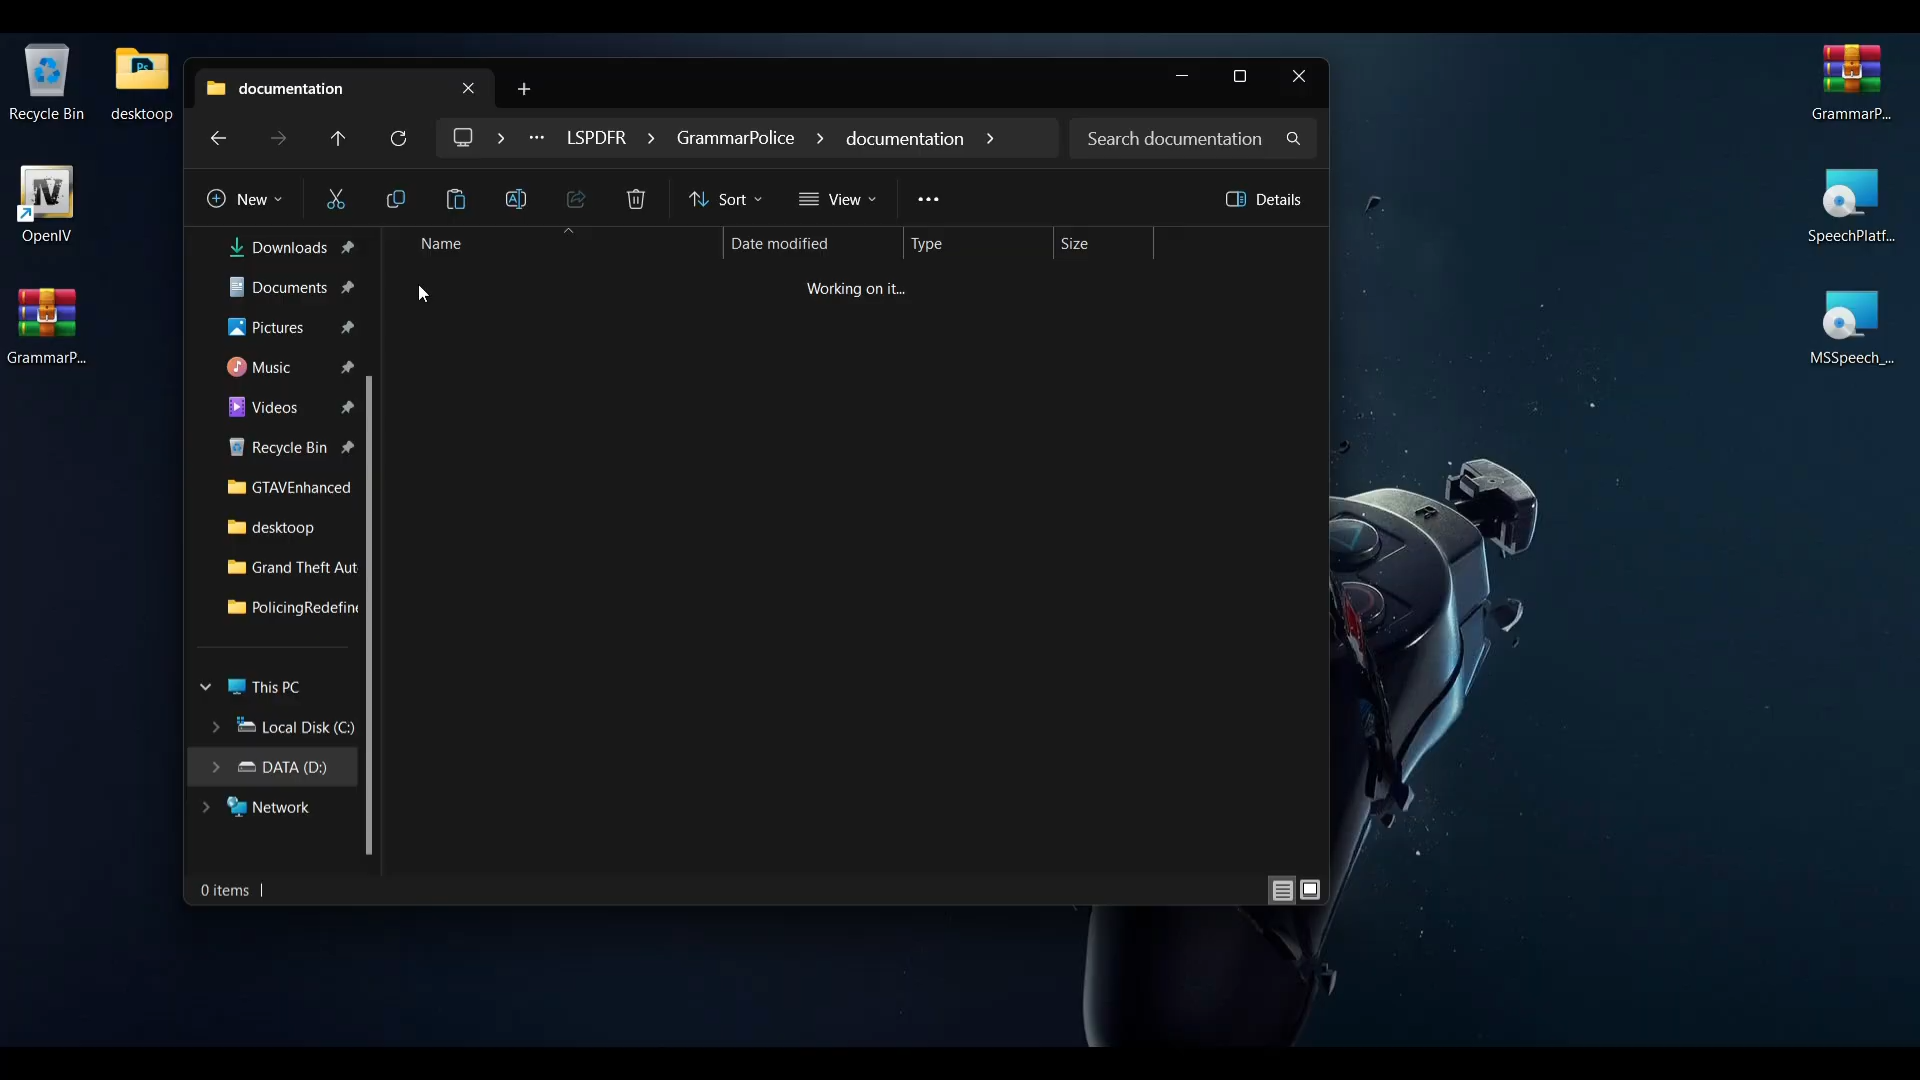 Recycle Bin
desktoop
OpenIV
GrammarP...
documentation
LSPDFR
GrammarPolice
documentation
Search documentation
New
Sort
View
Details
Downloads
Documents
Pictures
Music
Videos
Recycle Bin
GTAVEnhanced
desktoop
Grand Theft Aut
PolicingRedefine
This PC
Local Disk (C:)
DATA (D:)
Network
Name
Date modified
Type
Size
Working on it...
0 items
GrammarP...
SpeechPlatf...
MSSpeech_...